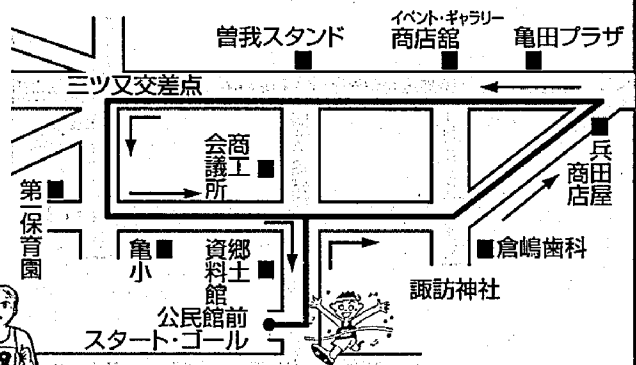 曽我スタンド
イベント・ギャラリー
商店舘
亀田プラザ
三ツ又交差点
商工
会議所
兵田屋
商店
第一保育園
亀小
郷土
資料館
倉嶋歯科
諏訪神社
公民館前
スタート・ゴール